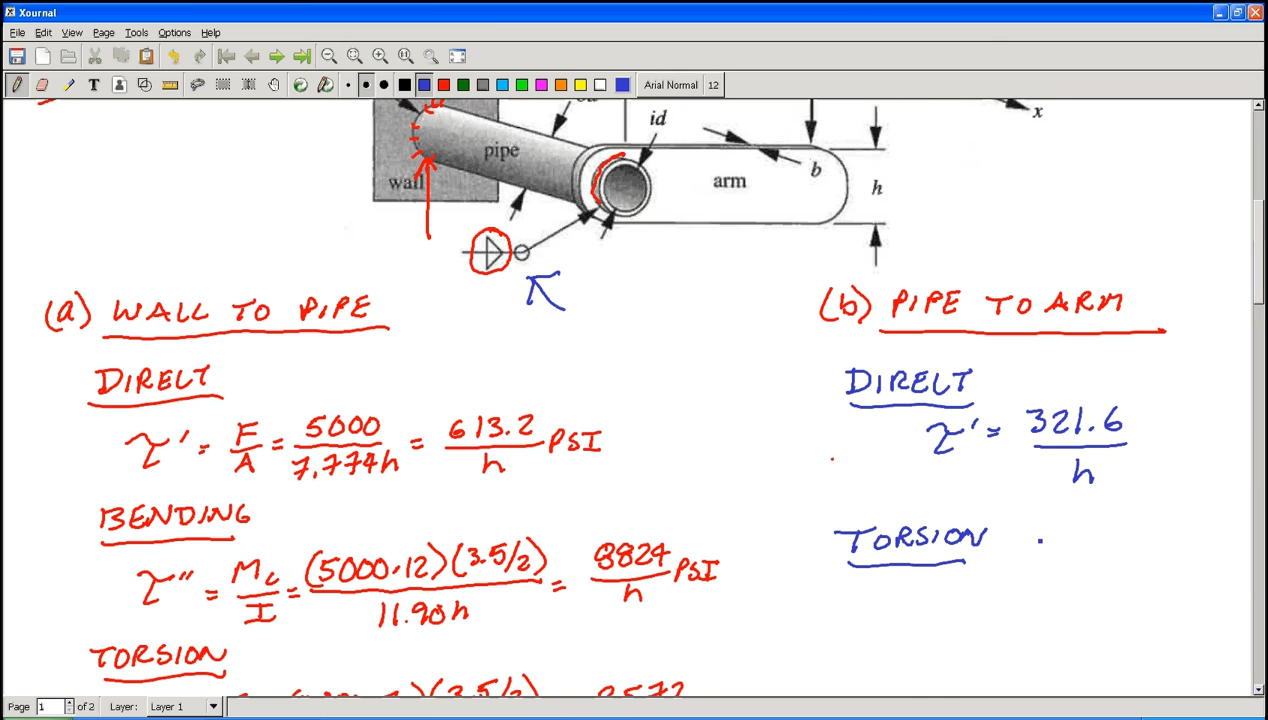 Xournal
File Edit View Page Tools Options Help
T Arial Normal 12
id
x
pipe
b
wall
arm
h
(a) WALL TO PIPE
(b) PIPE TO ARM
DIRELT
DIRELT
τ' = F/A = 5000/7.774h = 613.2/h PSI
τ' = 321.6/h
BENDING
TORSION
τ" = Mc/I = (5000·12)(3.5/2)/11.90h = 8824/h PSI
TORSION
Page 1 of 2 Layer: Layer 1